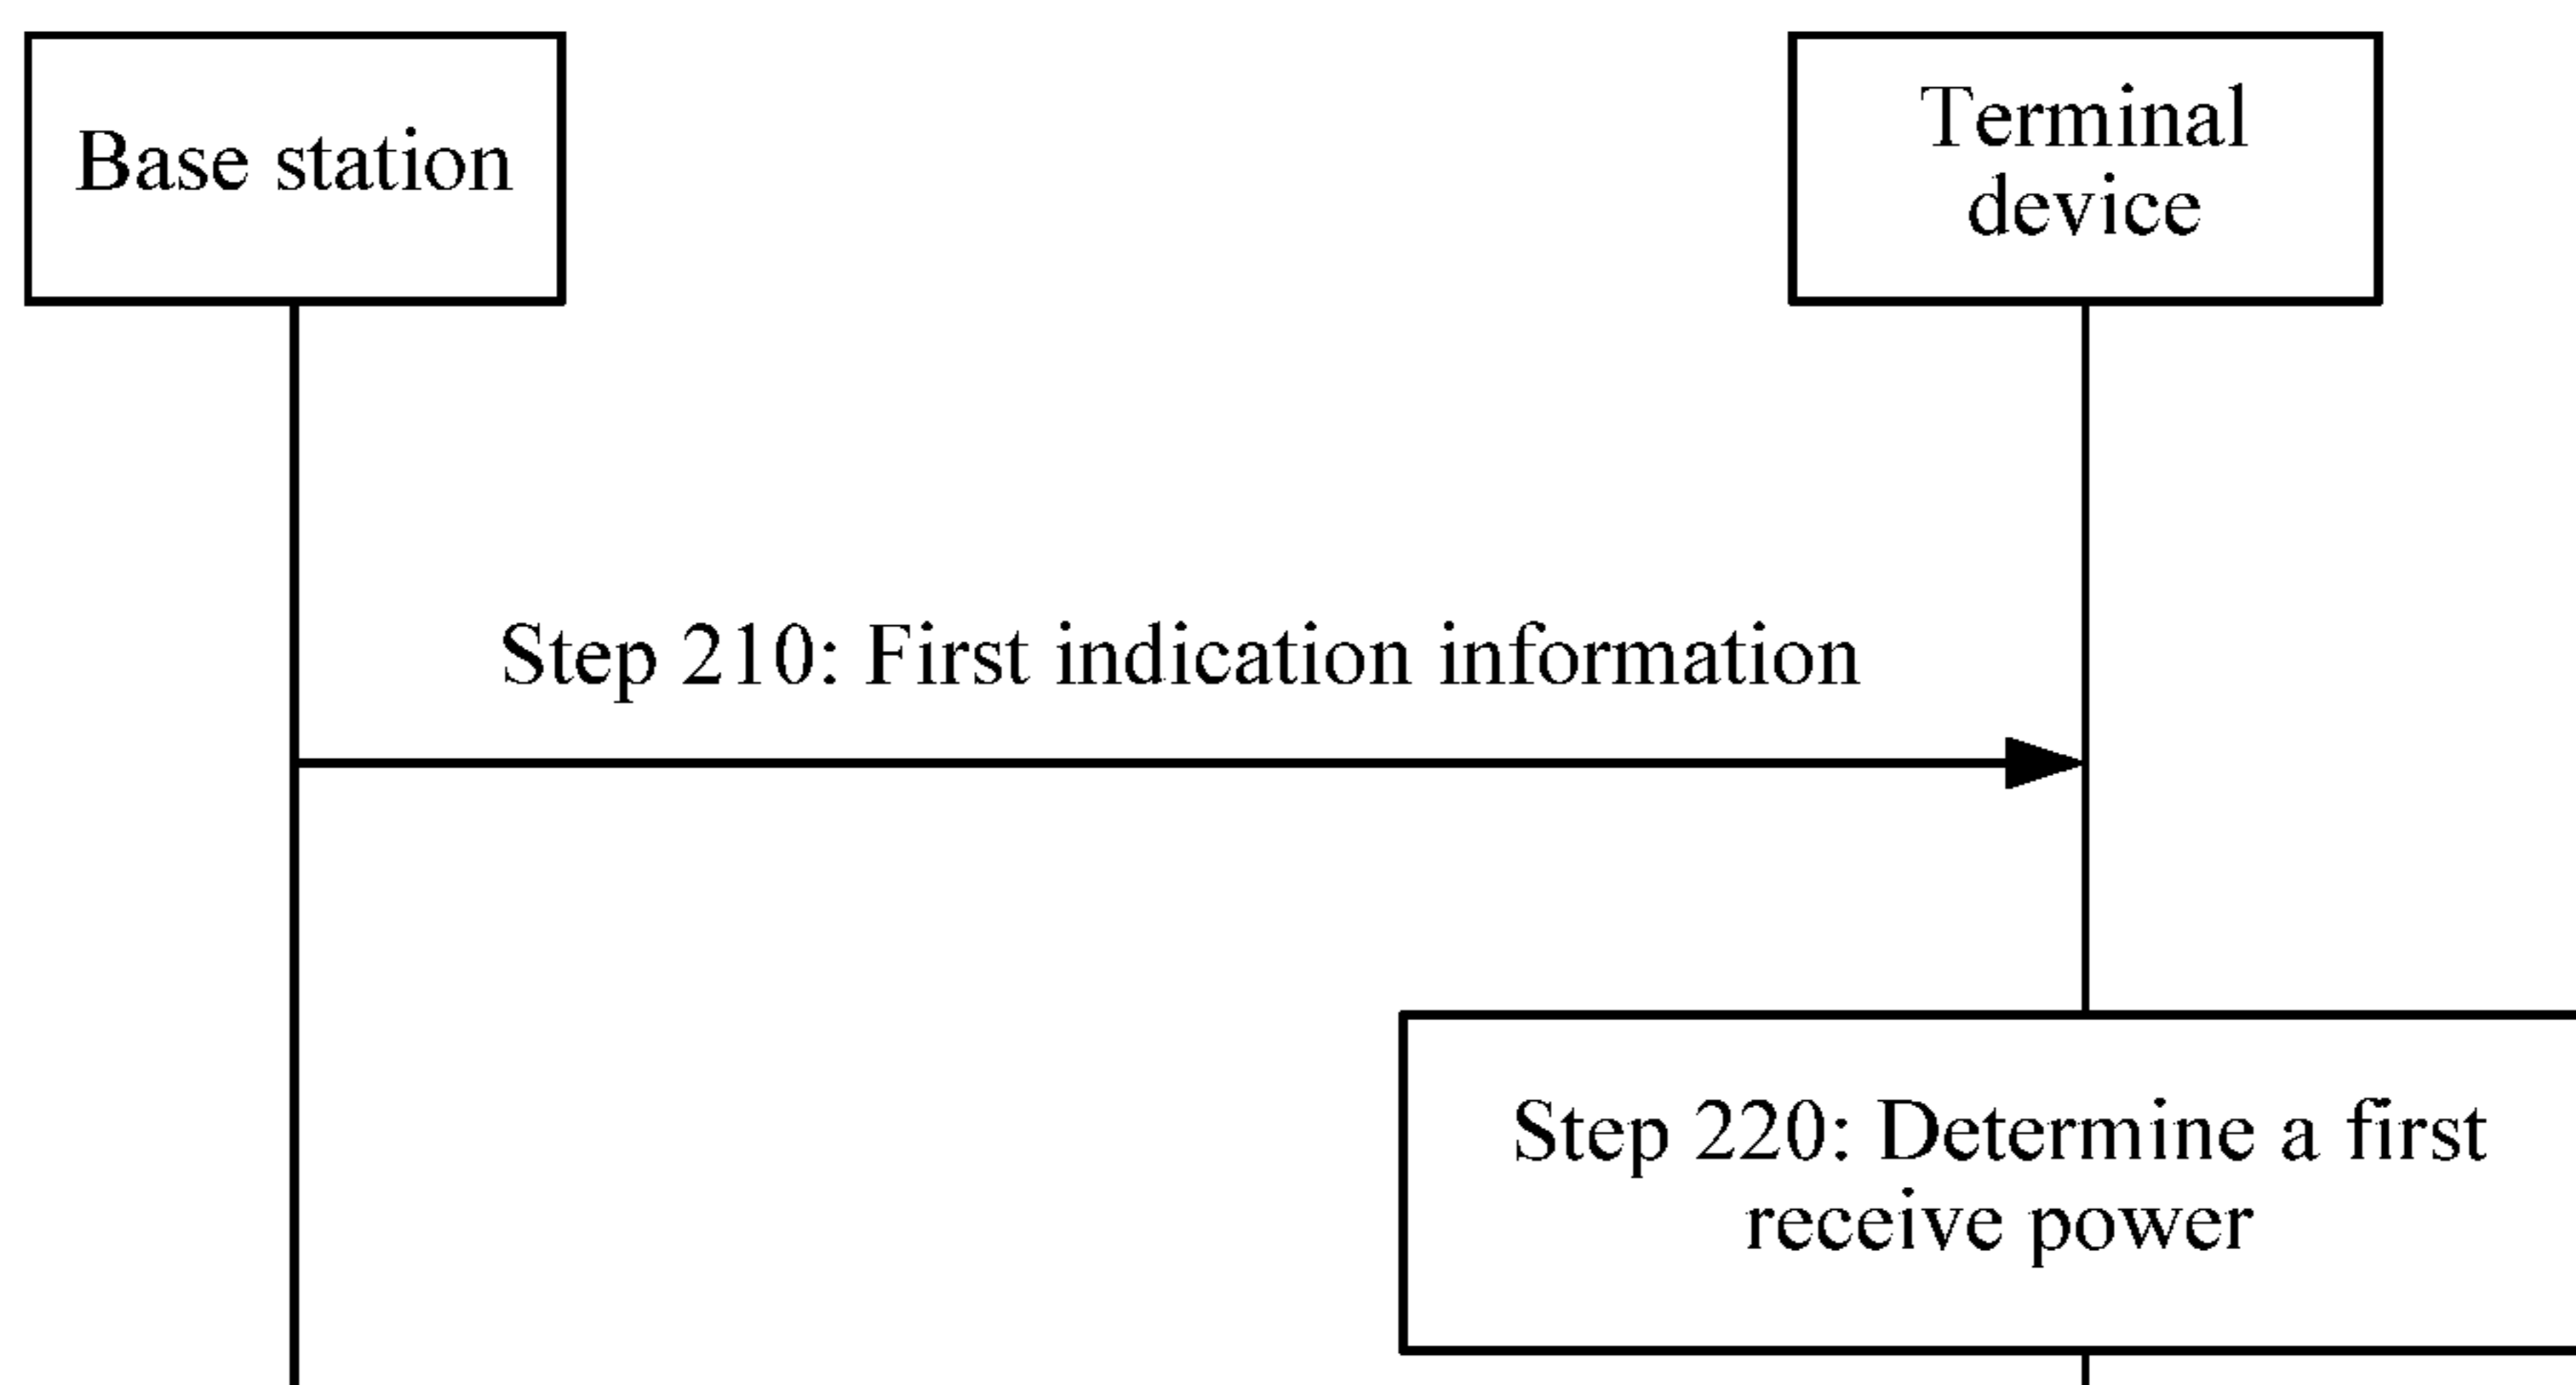 Base station
Terminal
device
Step 210: First indication information
Step 220: Determine a first
receive power